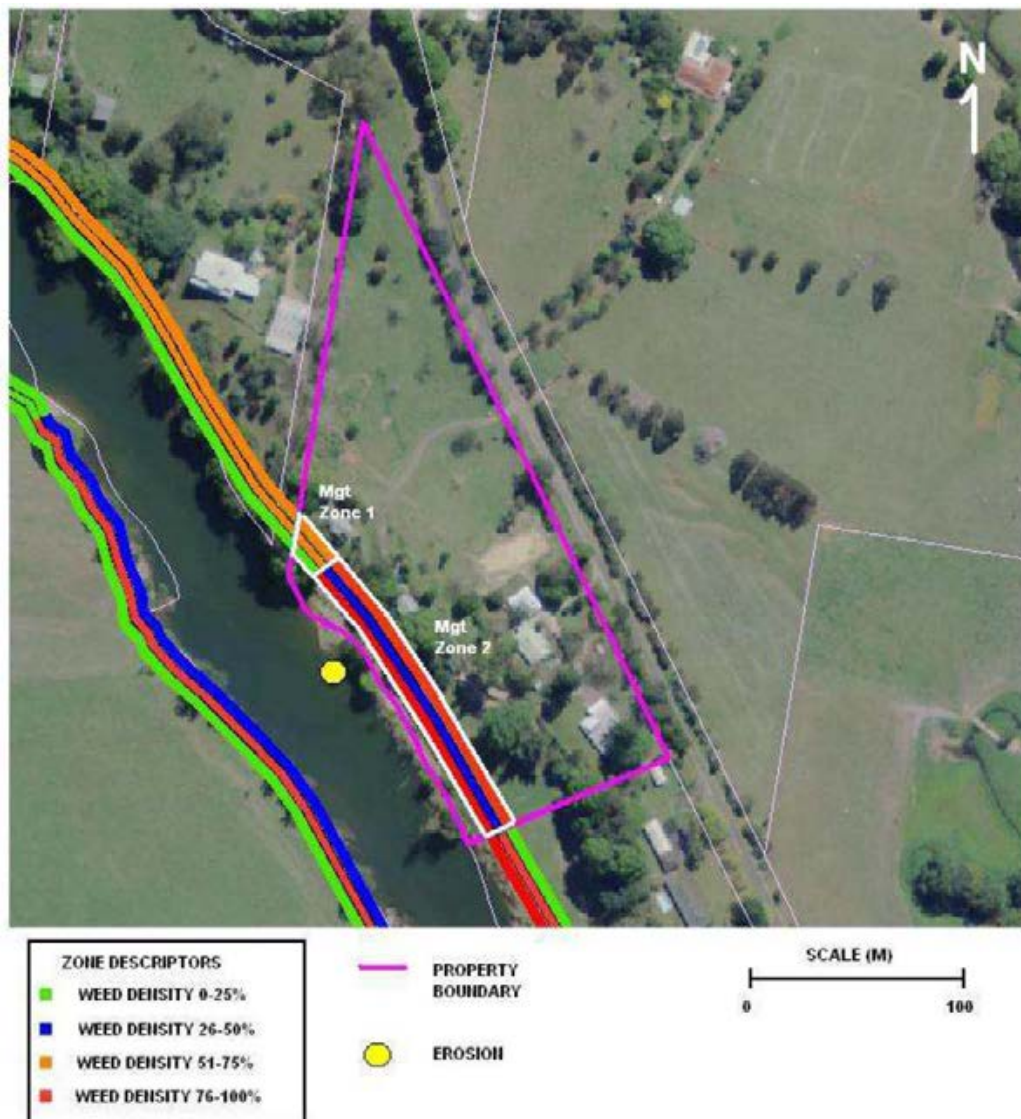 N
Mgt
Zone 1
Mgt
Zone 2
ZONE DESCRIPTORS
WEED DENSITY 0-25%
WEED DENSITY 26-50%
WEED DENSITY 51-75%
WEED DENSITY 76-100%
PROPERTY
BOUNDARY
EROSION
SCALE (M)
0 100